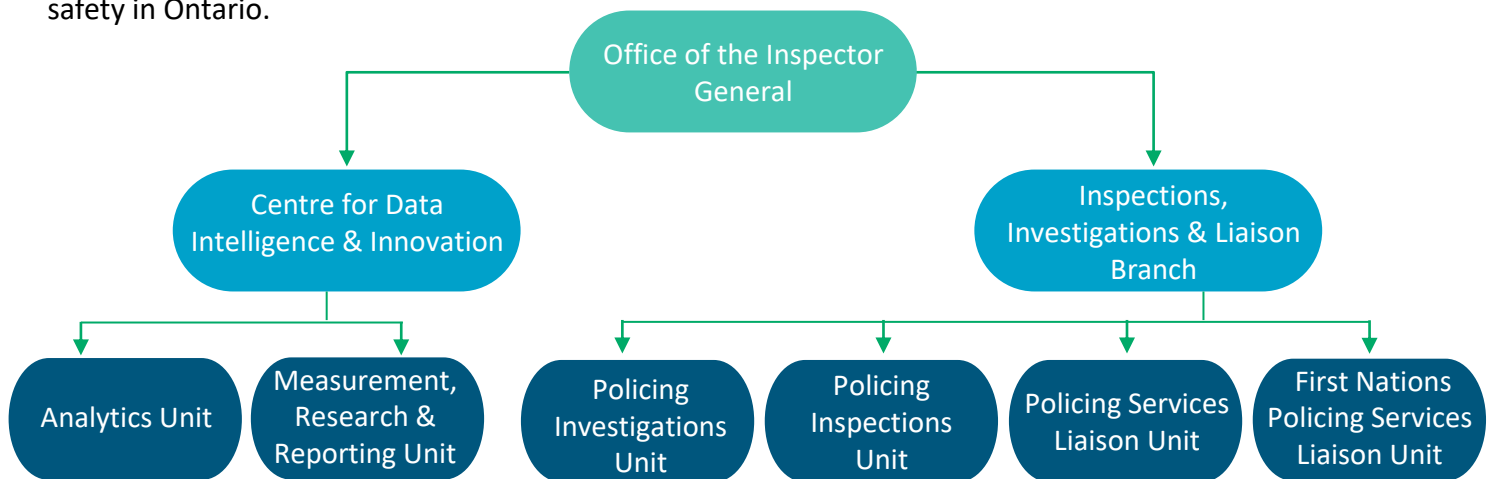 safety in Ontario.
Office of the Inspector
General
Centre for Data
Intelligence & Innovation
Inspections,
Investigations & Liaison
Branch
Analytics Unit
Measurement,
Research &
Reporting Unit
Policing
Investigations
Unit
Policing
Inspections
Unit
Policing Services
Liaison Unit
First Nations
Policing Services
Liaison Unit